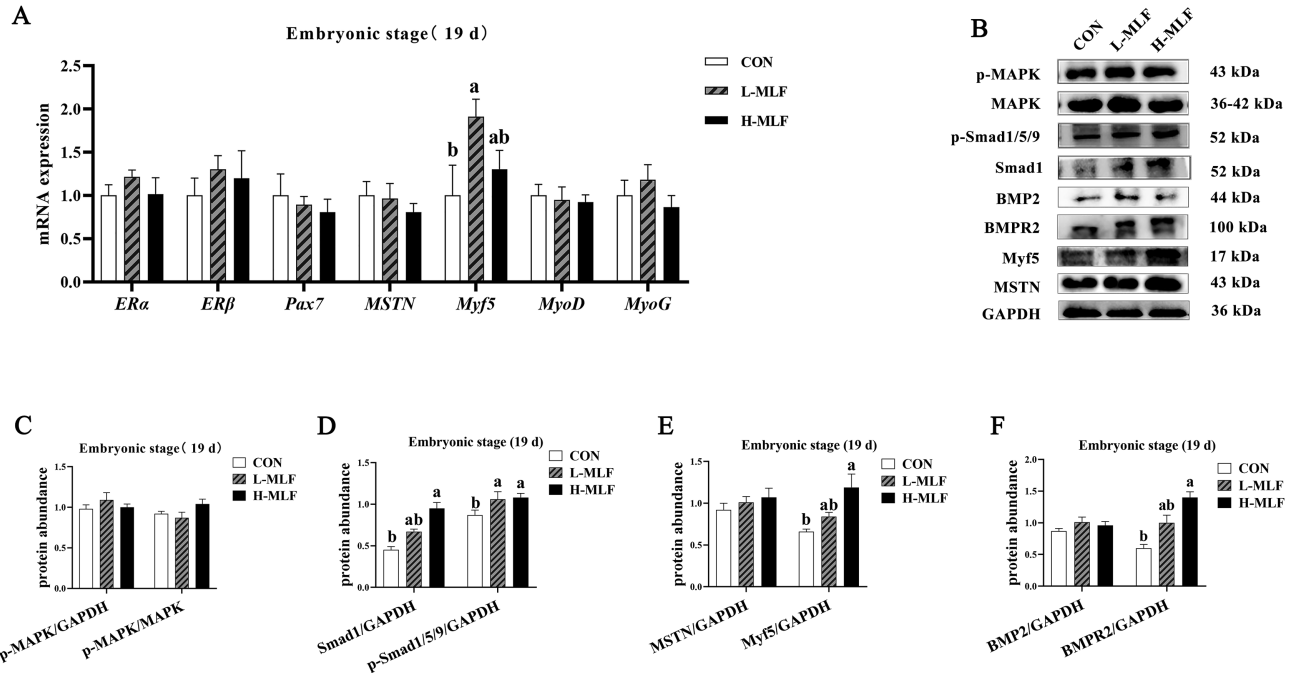 A
Embryonic stage( 19 d)
mRNA expression
2.5
2.0
1.5
1.0
0.5
0.0
b
a
ab
ERα ERβ Pax7 MSTN Myf5 MyoD MyoG
CON
L-MLF
H-MLF
B
CON L-MLF H-MLF
p-MAPK 43 kDa
MAPK 36-42 kDa
p-Smad1/5/9 52 kDa
Smad1 52 kDa
BMP2 44 kDa
BMPR2 100 kDa
Myf5 17 kDa
MSTN 43 kDa
GAPDH 36 kDa
C
Embryonic stage( 19 d)
protein abundance
1.5
1.0
0.5
0.0
CON
L-MLF
H-MLF
p-MAPK/GAPDH
p-MAPK/MAPK
D
Embryonic stage (19 d)
protein abundance
1.5
1.0
0.5
0.0
b
ab
a
b
a
a
CON
L-MLF
H-MLF
Smad1/GAPDH
p-Smad1/5/9/GAPDH
E
Embryonic stage (19 d)
protein abundance
1.5
1.0
0.5
0.0
b
ab
a
CON
L-MLF
H-MLF
MSTN/GAPDH
Myf5/GAPDH
F
Embryonic stage (19 d)
protein abundance
2.0
1.5
1.0
0.5
0.0
b
ab
a
CON
L-MLF
H-MLF
BMP2/GAPDH
BMPR2/GAPDH